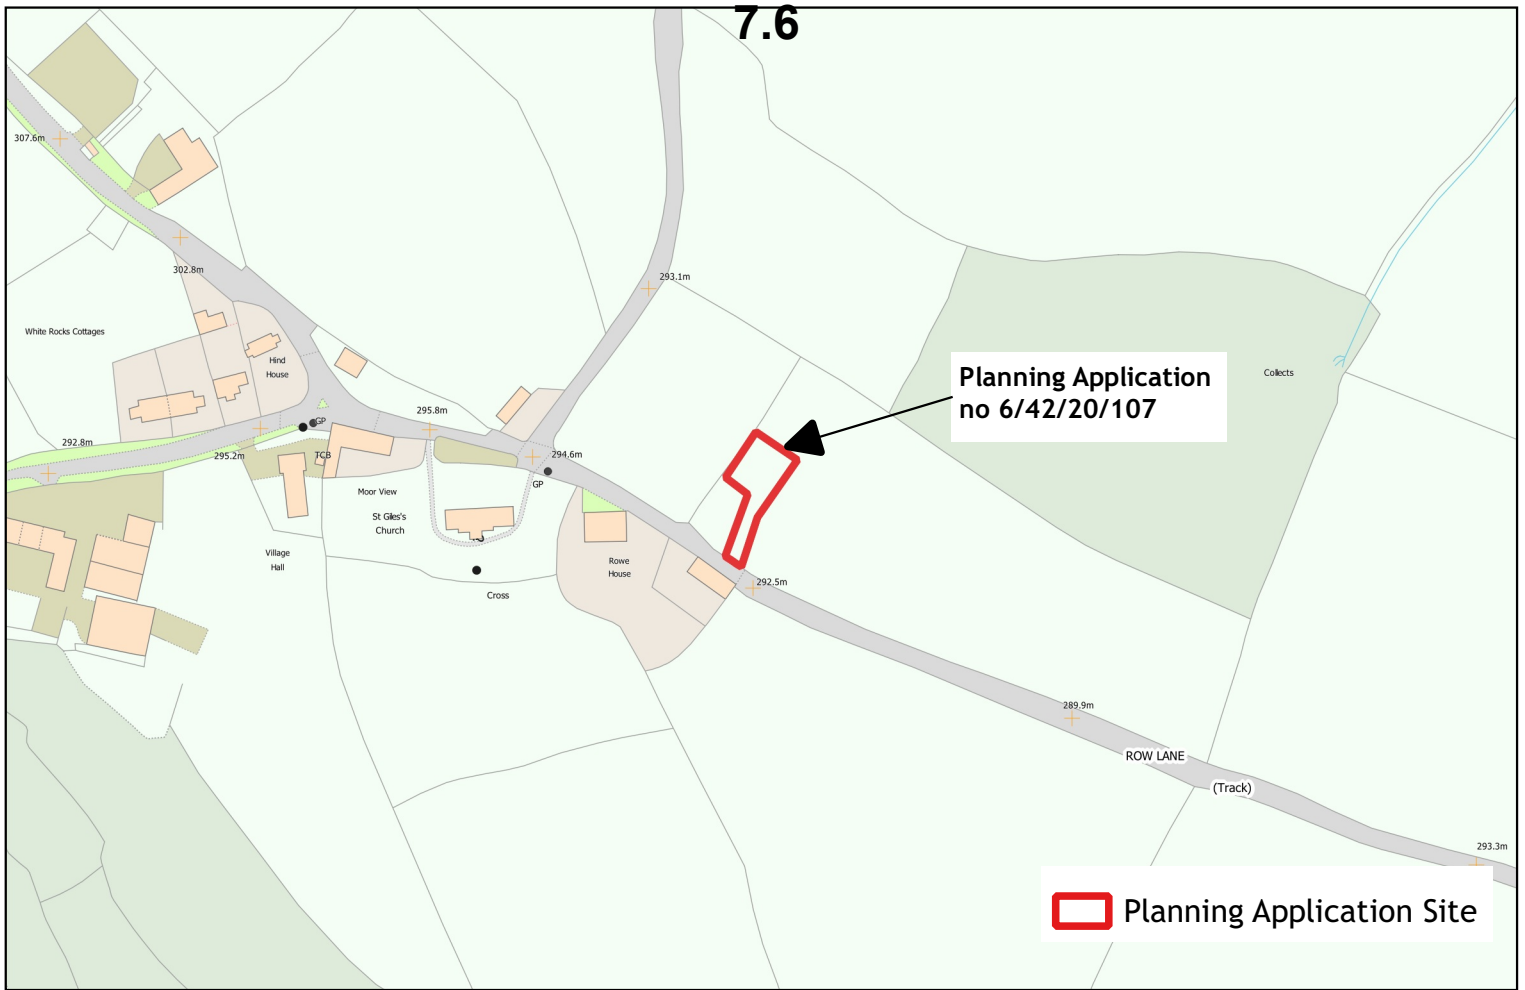 7.6
307.6m
302.8m
293.1m
White Rocks Cottages
Hind
House
Collects
Planning Application
no 6/42/20/107
295.8m
GP
292.8m
295.2m
TCB
294.6m
GP
Moor View
St Giles's
Church
Village
Hall
Rowe
House
292.5m
Cross
289.9m
ROW LANE
(Track)
293.3m
Planning Application Site